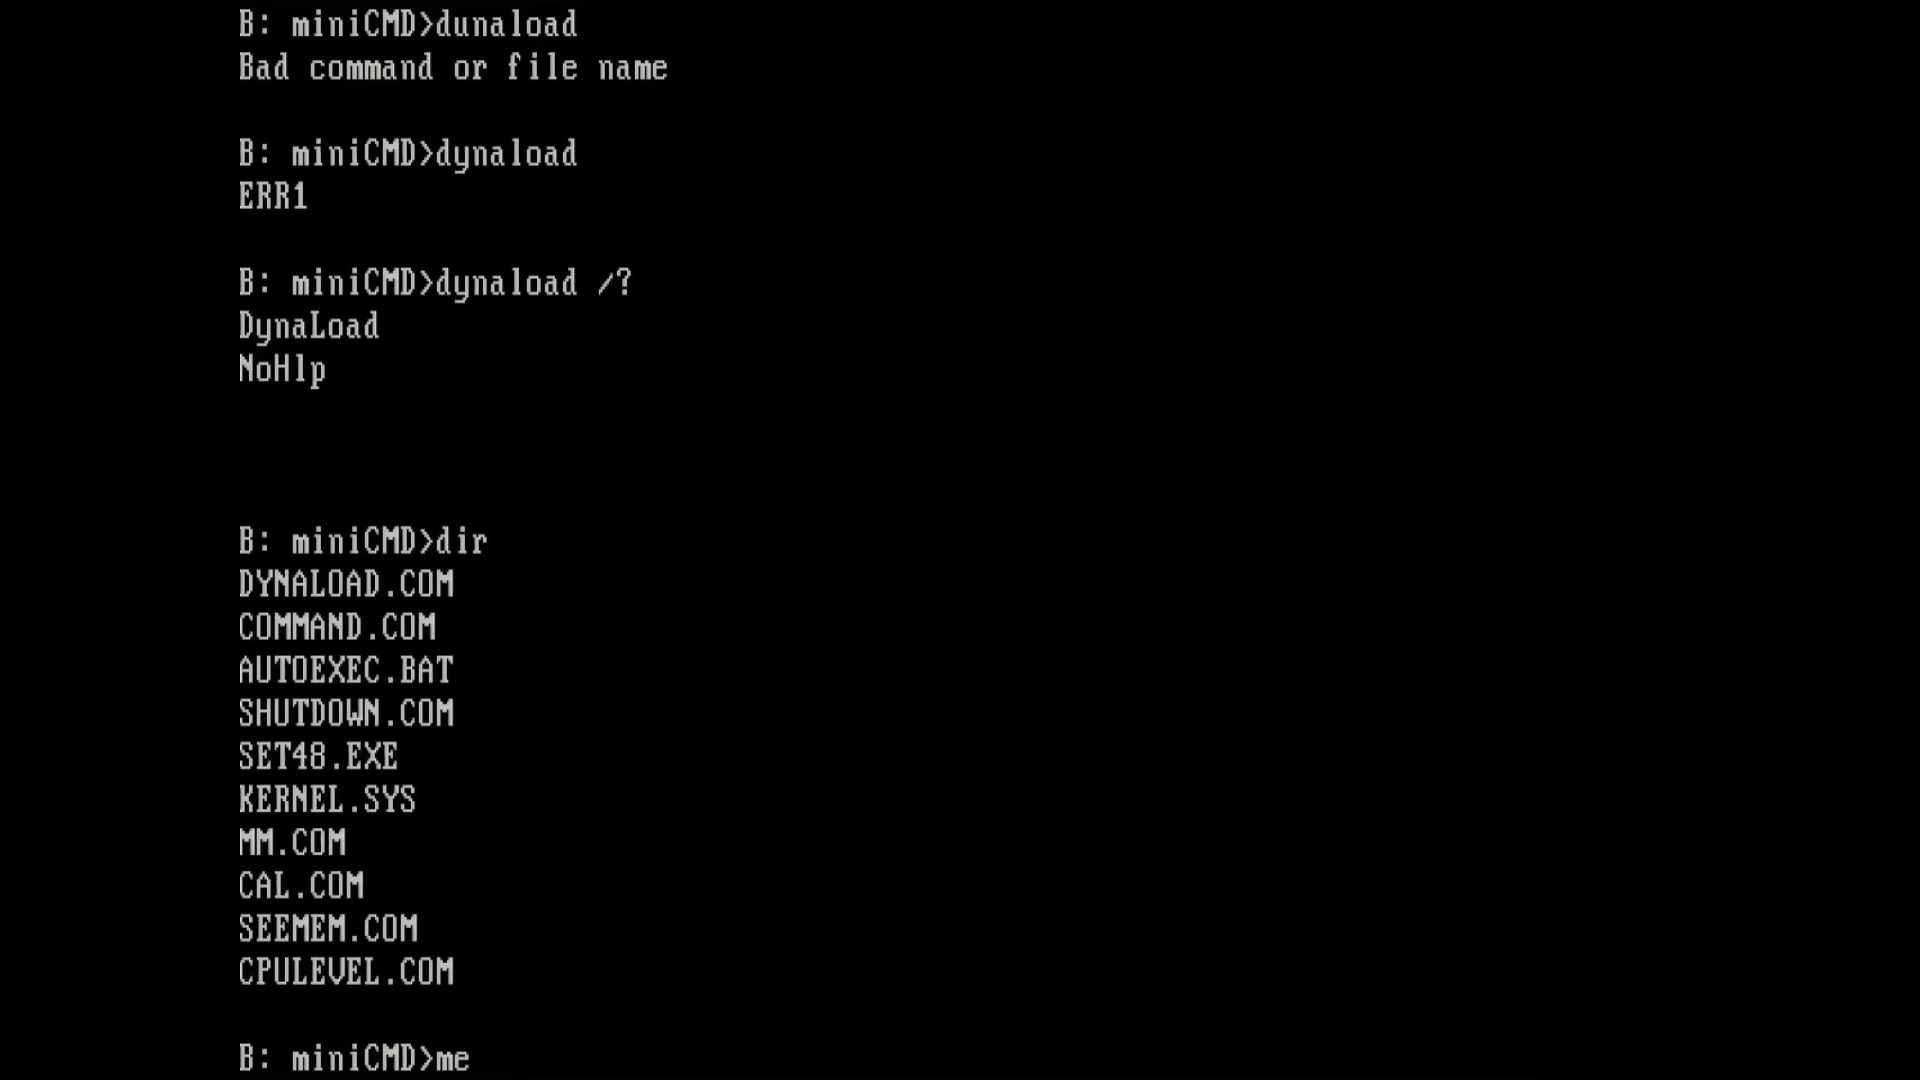 B: miniCMD>dunaload
Bad command or file name
B: miniCMD>dynaload
ERR1
B: miniCMD>dynaload /?
DynaLoad
NoHlp
B: miniCMD>dir
DYNALOAD.COM
COMMAND.COM
AUTOEXEC.BAT
SHUTDOWN.COM
SET48.EXE
KERNEL.SYS
MM.COM
CAL.COM
SEEMEM.COM
CPULEVEL.COM
B: miniCMD>me